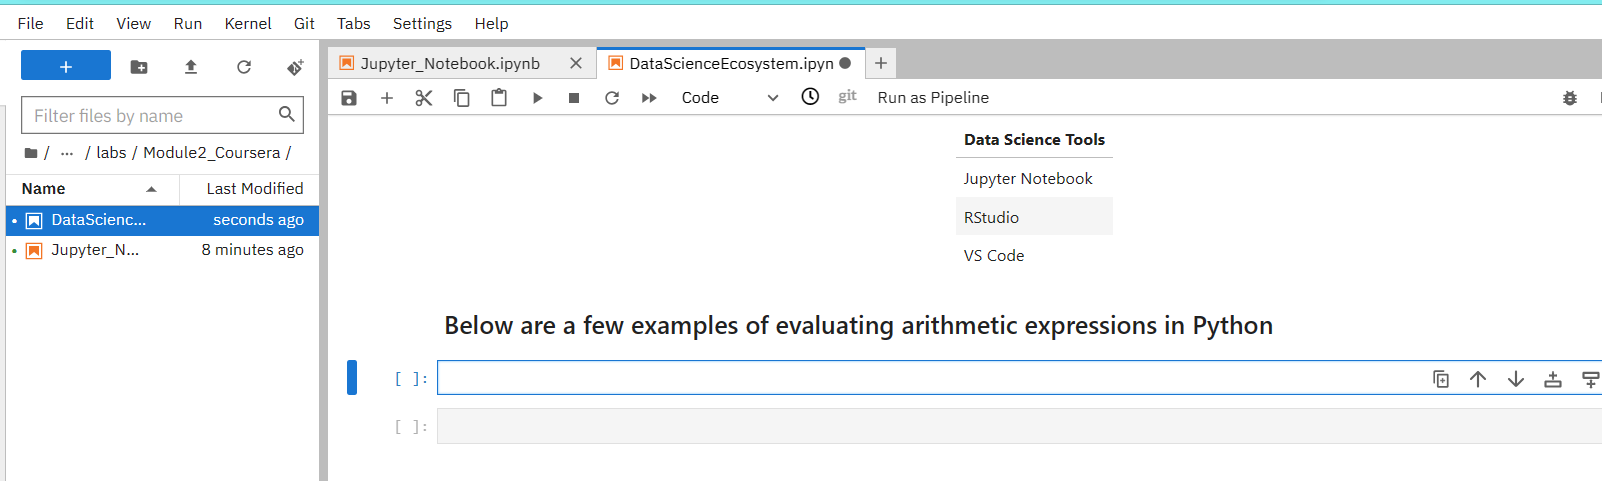 File Edit View Run Kernel Git Tabs Settings Help
+
Filter files by name
/ ... / labs / Module2_Coursera /
Name Last Modified
DataScienc... seconds ago
Jupyter_N... 8 minutes ago
Jupyter_Notebook.ipynb
DataScienceEcosystem.ipyn
Code
git
Run as Pipeline
Data Science Tools
Jupyter Notebook
RStudio
VS Code
Below are a few examples of evaluating arithmetic expressions in Python
[ ]:
[ ]: